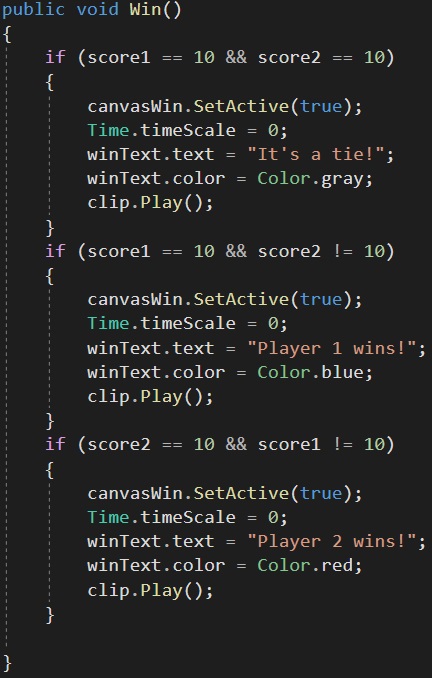 public void Win()
{
    if (score1 == 10 && score2 == 10)
    {
        canvasWin.SetActive(true);
        Time.timeScale = 0;
        winText.text = "It's a tie!";
        winText.color = Color.gray;
        clip.Play();
    }
    if (score1 == 10 && score2 != 10)
    {
        canvasWin.SetActive(true);
        Time.timeScale = 0;
        winText.text = "Player 1 wins!";
        winText.color = Color.blue;
        clip.Play();
    }
    if (score2 == 10 && score1 != 10)
    {
        canvasWin.SetActive(true);
        Time.timeScale = 0;
        winText.text = "Player 2 wins!";
        winText.color = Color.red;
        clip.Play();
    }

}